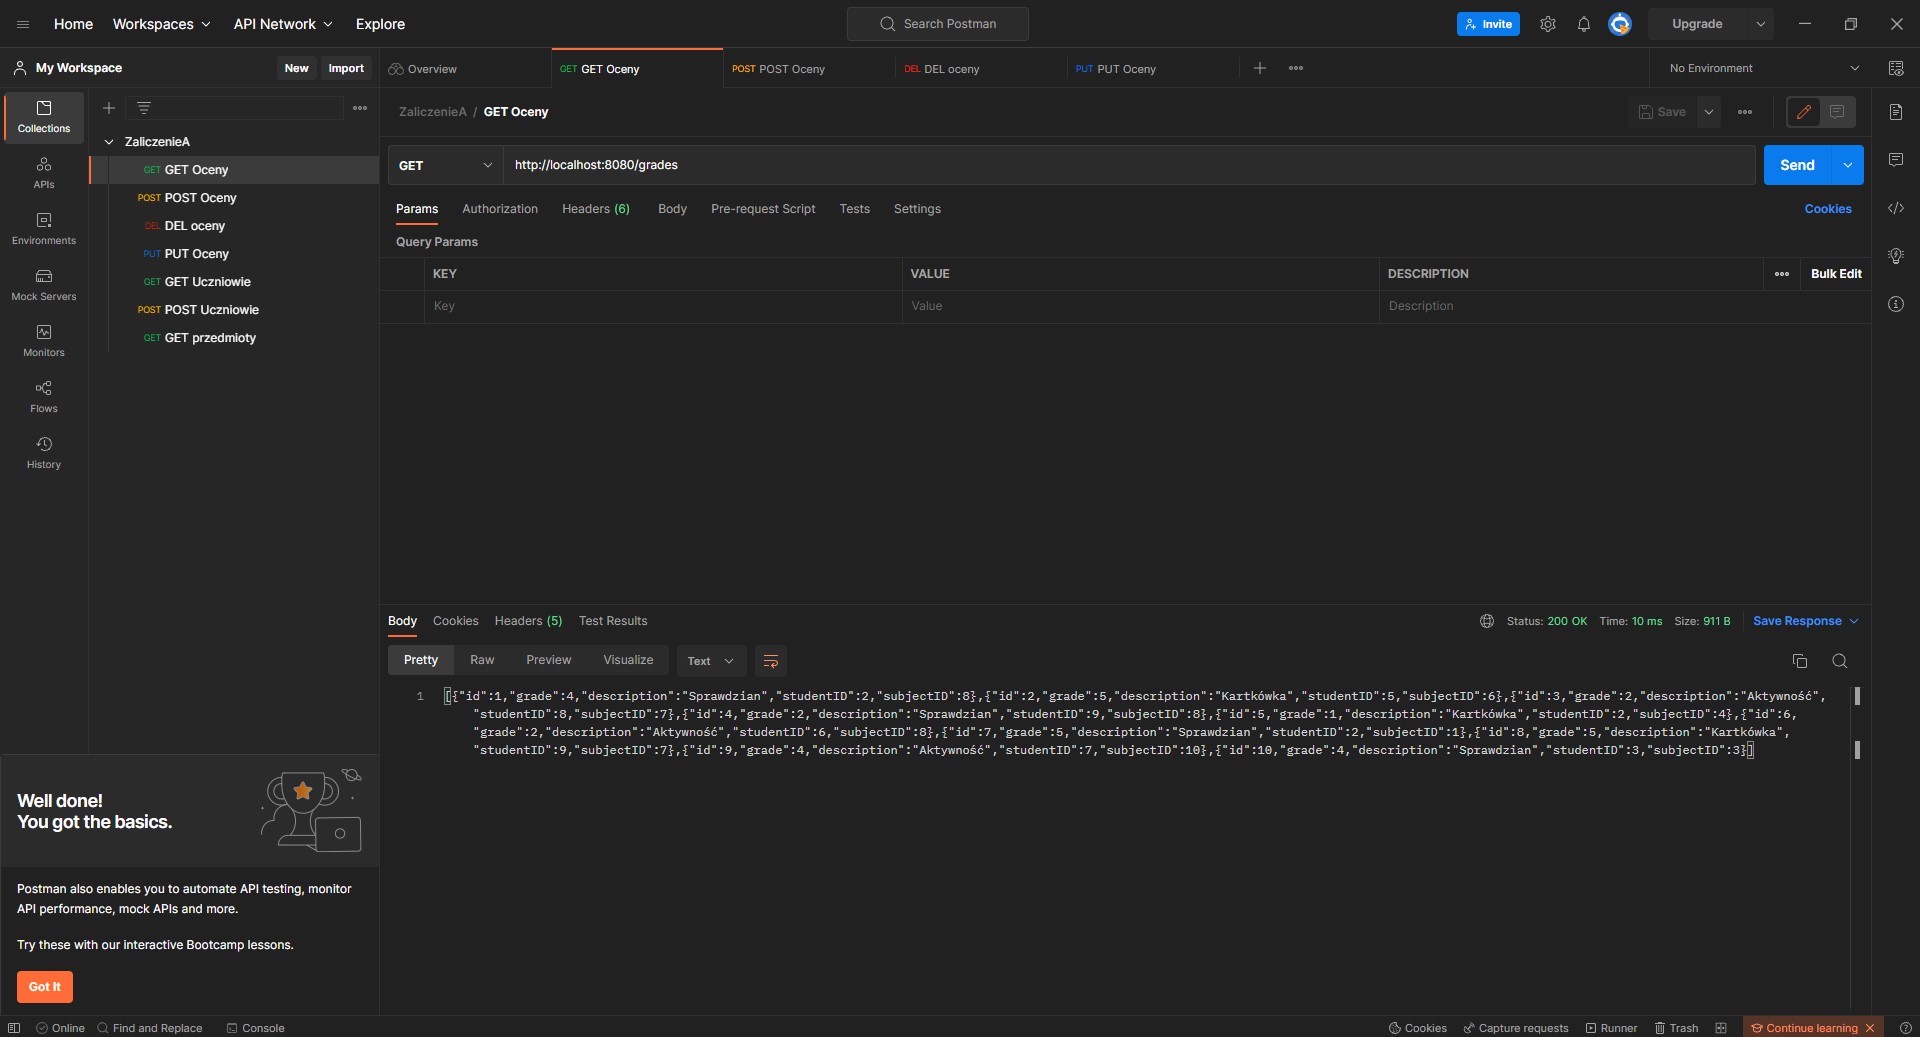 Home Workspaces API Network Explore Search Postman Invite Upgrade
My Workspace New Import Overview GET GET Oceny POST POST Oceny DEL DEL oceny PUT PUT Oceny No Environment
Collections
APIs
Environments
Mock Servers
Monitors
Flows
History
ZaliczenieA
GET GET Oceny
POST POST Oceny
DEL DEL oceny
PUT PUT Oceny
GET GET Uczniowie
POST POST Uczniowie
GET GET przedmioty
ZaliczenieA / GET Oceny Save
GET http://localhost:8080/grades Send
Params Authorization Headers (6) Body Pre-request Script Tests Settings Cookies
Query Params
KEY VALUE DESCRIPTION Bulk Edit
Key Value Description
Body Cookies Headers (5) Test Results Status: 200 OK Time: 10 ms Size: 911 B Save Response
Pretty Raw Preview Visualize Text
1 [{"id":1,"grade":4,"description":"Sprawdzian","studentID":2,"subjectID":8},{"id":2,"grade":5,"description":"Kartkówka","studentID":5,"subjectID":6},{"id":3,"grade":2,"description":"Aktywność",
"studentID":8,"subjectID":7},{"id":4,"grade":2,"description":"Sprawdzian","studentID":9,"subjectID":8},{"id":5,"grade":1,"description":"Kartkówka","studentID":2,"subjectID":4},{"id":6,
"grade":2,"description":"Aktywność","studentID":6,"subjectID":8},{"id":7,"grade":5,"description":"Sprawdzian","studentID":2,"subjectID":1},{"id":8,"grade":5,"description":"Kartkówka",
"studentID":9,"subjectID":7},{"id":9,"grade":4,"description":"Aktywność","studentID":7,"subjectID":10},{"id":10,"grade":4,"description":"Sprawdzian","studentID":3,"subjectID":3}]
Well done!
You got the basics.
Postman also enables you to automate API testing, monitor
API performance, mock APIs and more.
Try these with our interactive Bootcamp lessons.
Got It
Online Find and Replace Console Cookies Capture requests Runner Trash Continue learning